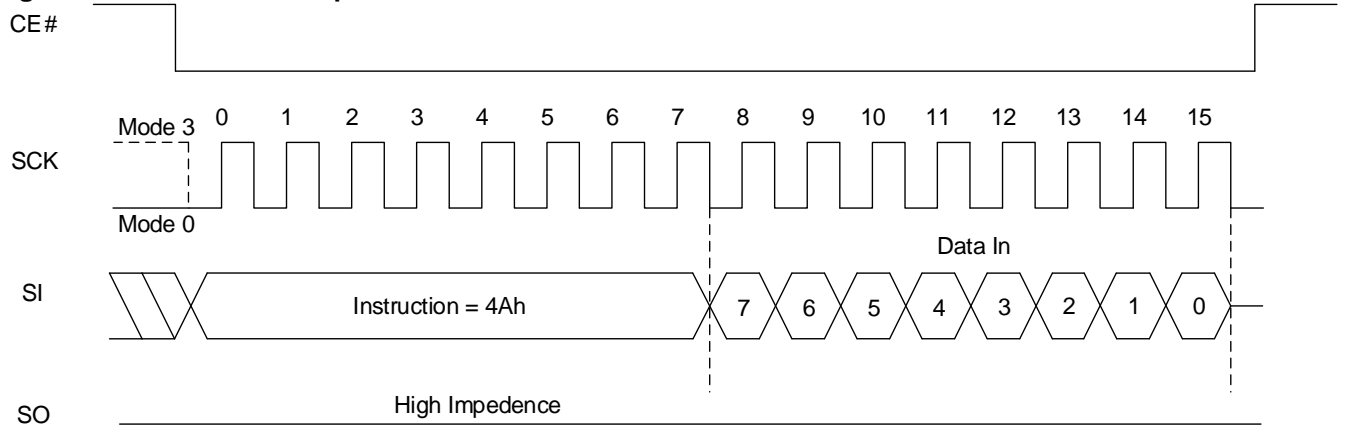 CE#
Mode 3 0 1 2 3 4 5 6 7 8 9 10 11 12 13 14 15
SCK
Mode 0
Data In
SI
Instruction = 4Ah 7 6 5 4 3 2 1 0
High Impedence
SO